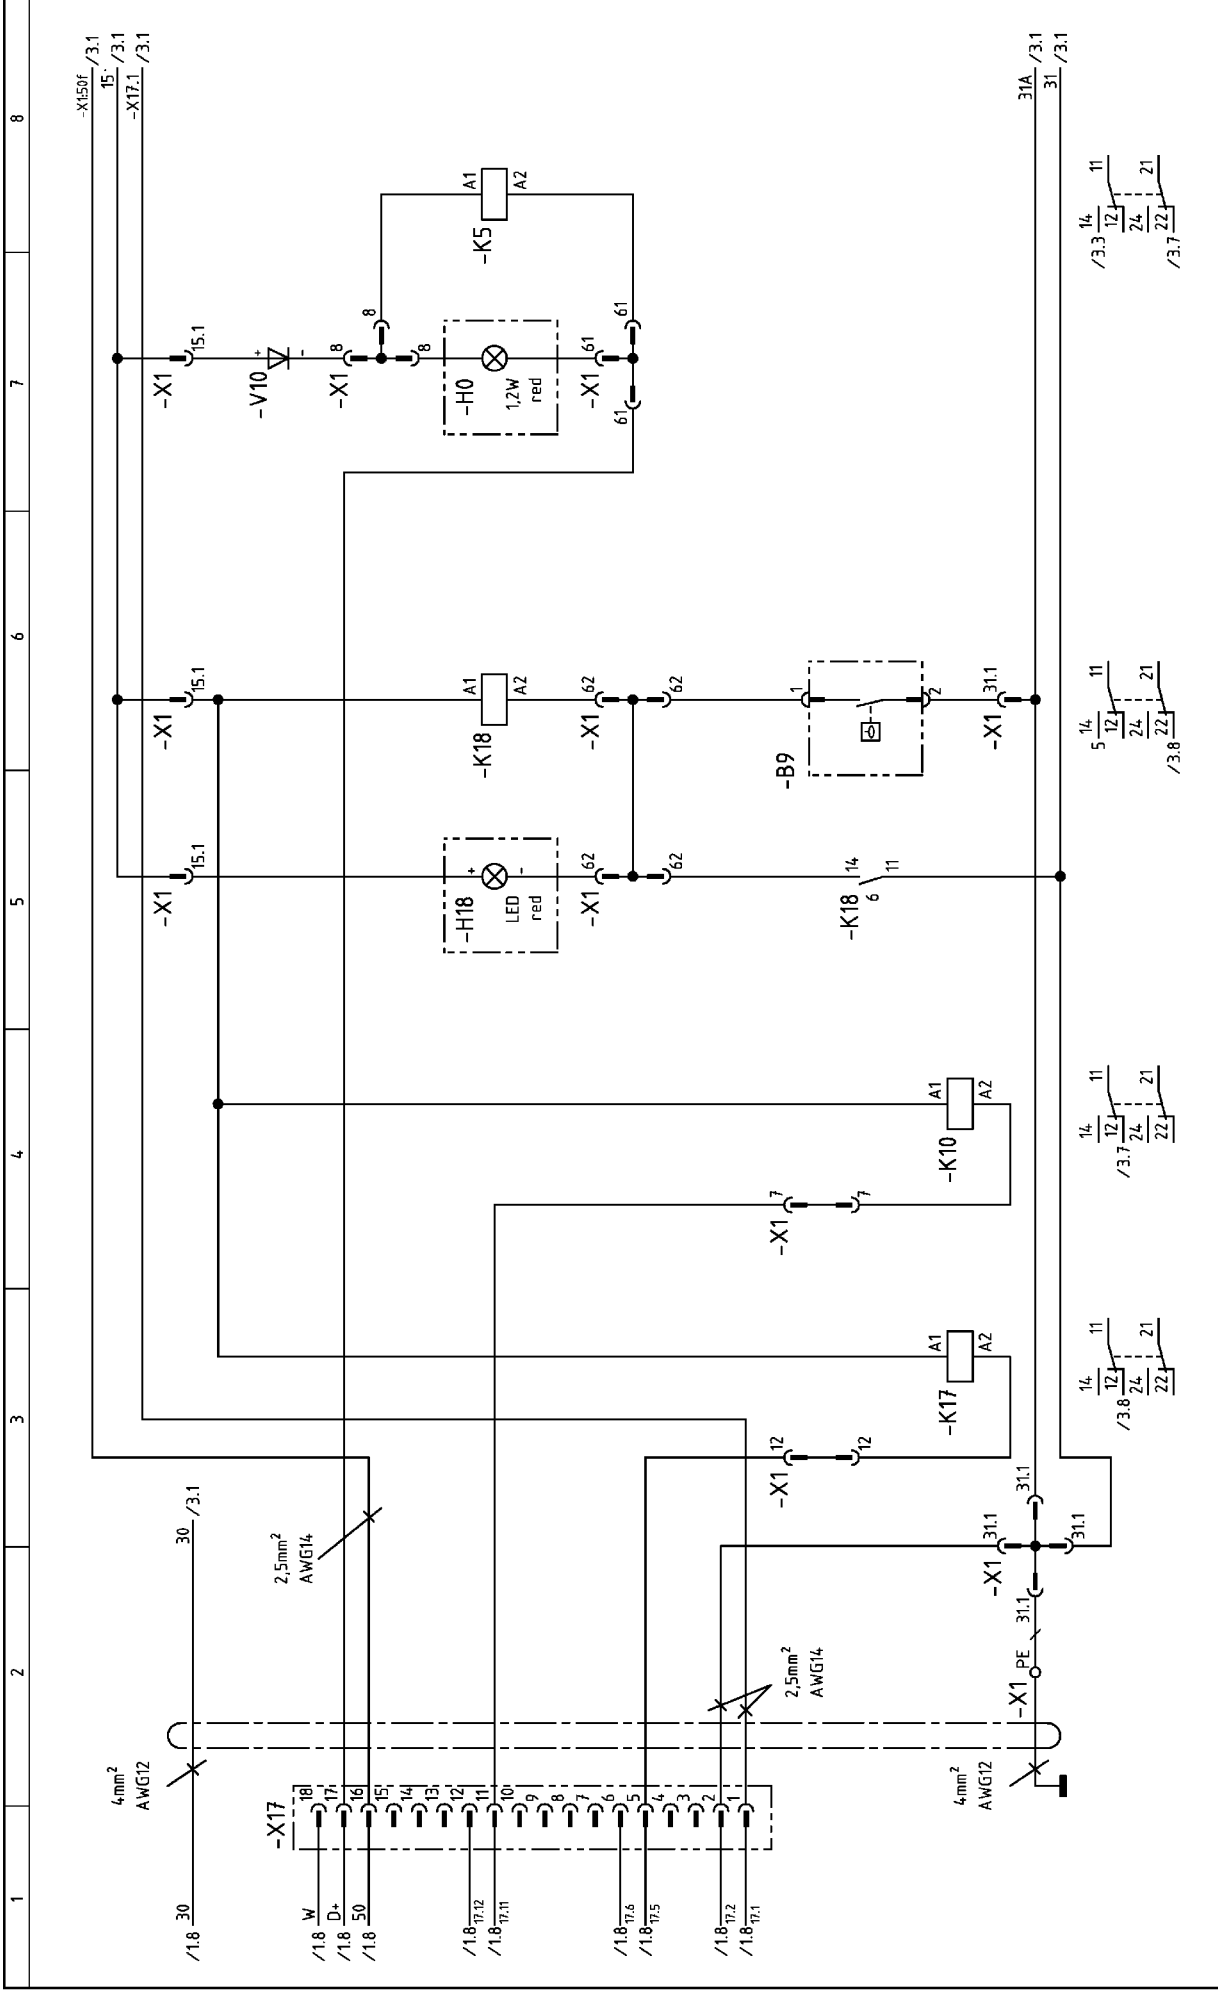 1
2
3
4
5
6
7
8
-X1:50f /3.1
15 /3.1
-X17.1 /3.1
30 /3.1
30
/1.8
4mm²
AWG12
2,5mm²
AWG14
-X17
18
17
16
15
14
13
12
11
10
9
8
7
6
5
4
3
2
1
W
/1.8
D+
/1.8
50
/1.8
/1.8 17.12
/1.8 17.11
/1.8 17.6
/1.8 17.5
/1.8 17.2
/1.8 17.1
2,5mm²
AWG14
4mm²
AWG12
-X1
PE
31.1
-X1
31.1
31.1
31.1
-X1
12
12
-K17
A1
A2
-X1
7
7
-K10
A1
A2
-X1
15.1
-H18
+
-
LED
red
-X1
62
62
-K18
14
11
6
-X1
15.1
-K18
A1
A2
-X1
62
62
-B9
1
2
-X1
31.1
-X1
15.1
-V10
+
-
-X1
8
8
8
-H0
1,2W
red
-X1
61
61
61
-K5
A1
A2
31A /3.1
31 /3.1
14
12
11
/3.8
24
22
21
14
12
11
/3.7
24
22
21
14
5
12
11
24
22
21
/3.8
14
/3.3
12
11
24
22
21
/3.7